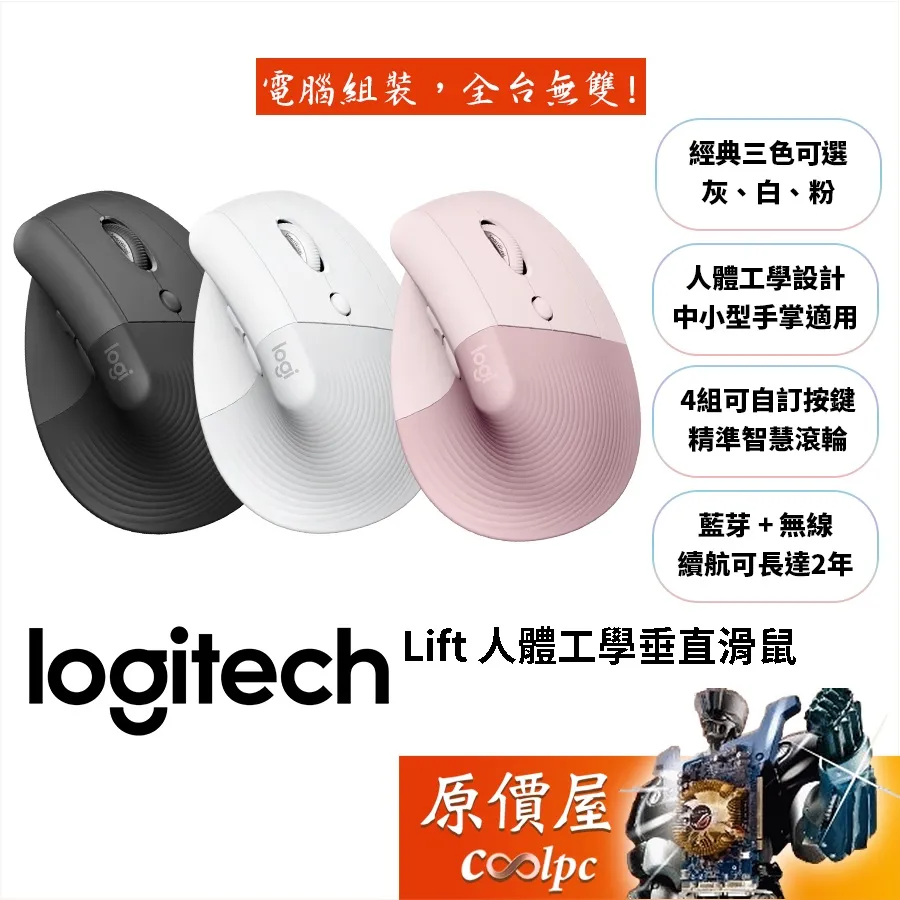 電腦組裝，全台無雙!
經典三色可選
灰、白、粉
人體工學設計
中小型手掌適用
4組可自訂按鍵
精準智慧滾輪
藍芽 + 無線
續航可長達2年
logi
logi
logi
logitech
Lift 人體工學垂直滑鼠
原價屋
coolpc